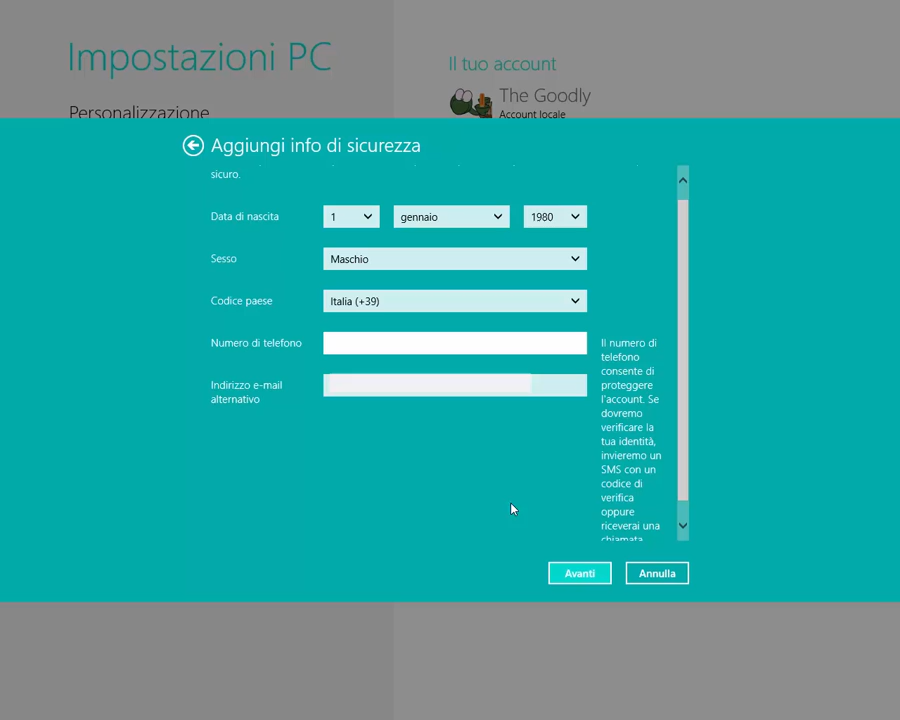 Impostazioni PC
Il tuo account
The Goodly
Account locale
Personalizzazione
Aggiungi info di sicurezza
sicuro.
Data di nascita
1
gennaio
1980
Sesso
Maschio
Codice paese
Italia (+39)
Numero di telefono
Il numero di
telefono
consente di
proteggere
l'account. Se
dovremo
verificare la
tua identità,
invieremo un
SMS con un
codice di
verifica
oppure
riceverai una
chiamata
Indirizzo e-mail
alternativo
Avanti
Annulla